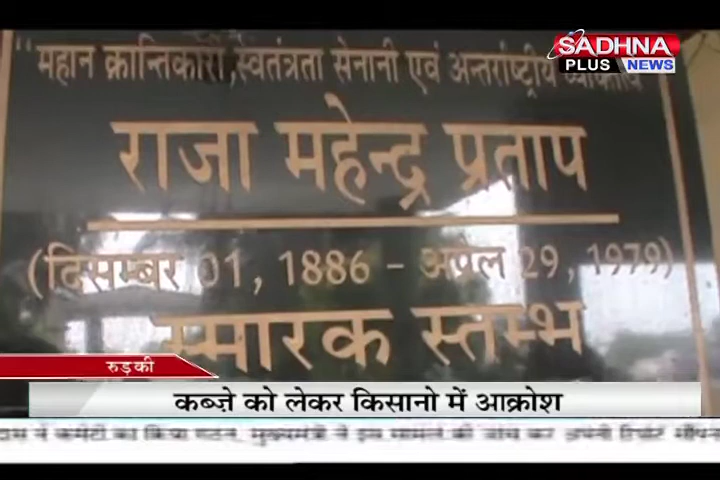 "महान क्रान्तिकारी,स्वतंत्रता सेनानी एवं अन्तर्राष्ट्रीय
SADHNA
PLUS NEWS
राजा महेन्द्र प्रताप
(दिसम्बर 01, 1886 - अप्रैल 29, 1979)
स्मारक स्तम्भ
रुड़की
कब्ज़े को लेकर किसानो में आक्रोश
ने कमेटी का किया गठन, मुख्यमंत्री ने इस मामले की जांच कर अपनी रिपोर्ट